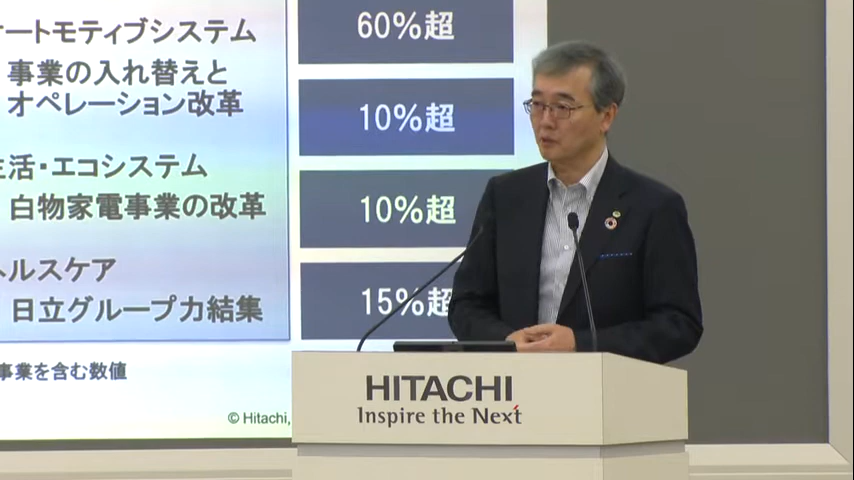 ートモティブシステム
60%超
事業の入れ替えと
オペレーション改革
10%超
生活・エコシステム
白物家電事業の改革
10%超
ヘルスケア
日立グループ力結集
15%超
事業を含む数値
© Hitachi,
HITACHI
Inspire the Next